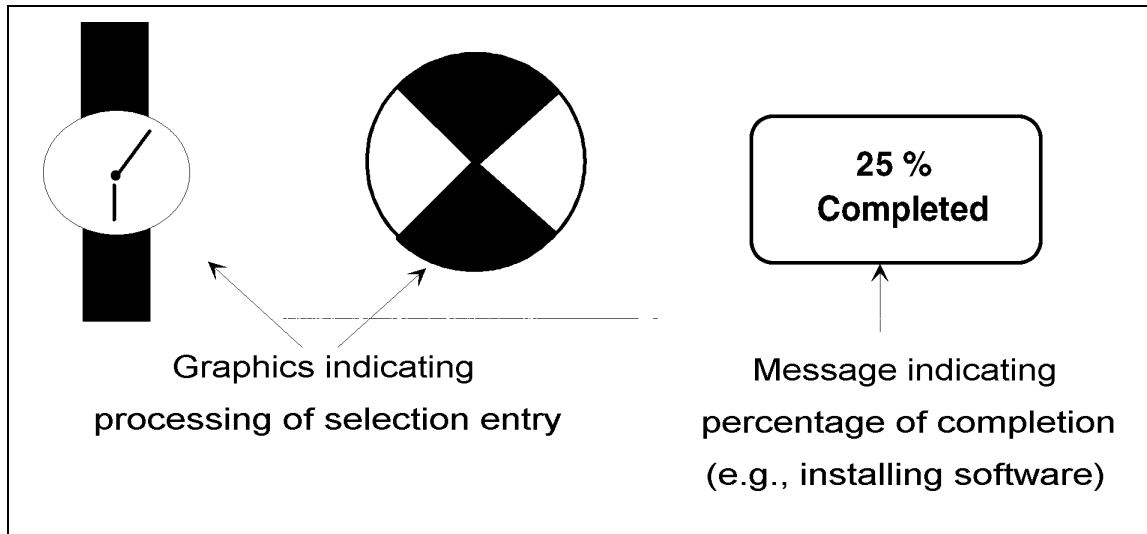 25 %
Completed
Graphics indicating
processing of selection entry
Message indicating
percentage of completion
(e.g., installing software)